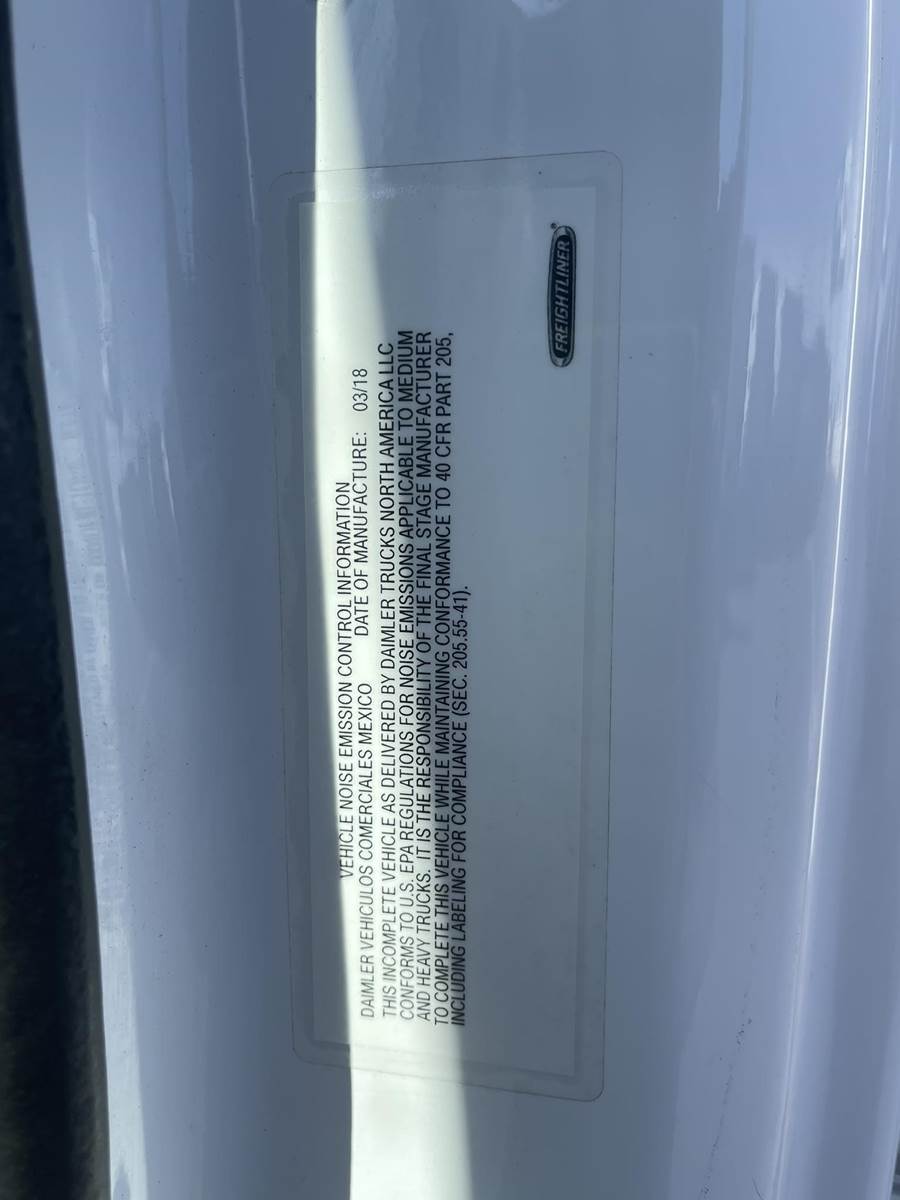 VEHICLE NOISE EMISSION CONTROL INFORMATION
DAIMLER VEHICULOS COMERCIALES MEXICO DATE OF MANUFACTURE: 03/18
THIS INCOMPLETE VEHICLE AS DELIVERED BY DAIMLER TRUCKS NORTH AMERICA LLC
CONFORMS TO U.S. EPA REGULATIONS FOR NOISE EMISSIONS APPLICABLE TO MEDIUM
AND HEAVY TRUCKS. IT IS THE RESPONSIBILITY OF THE FINAL STAGE MANUFACTURER
TO COMPLETE THIS VEHICLE WHILE MAINTAINING CONFORMANCE TO 40 CFR PART 205,
INCLUDING LABELING FOR COMPLIANCE (SEC. 205.55-41).
FREIGHTLINER